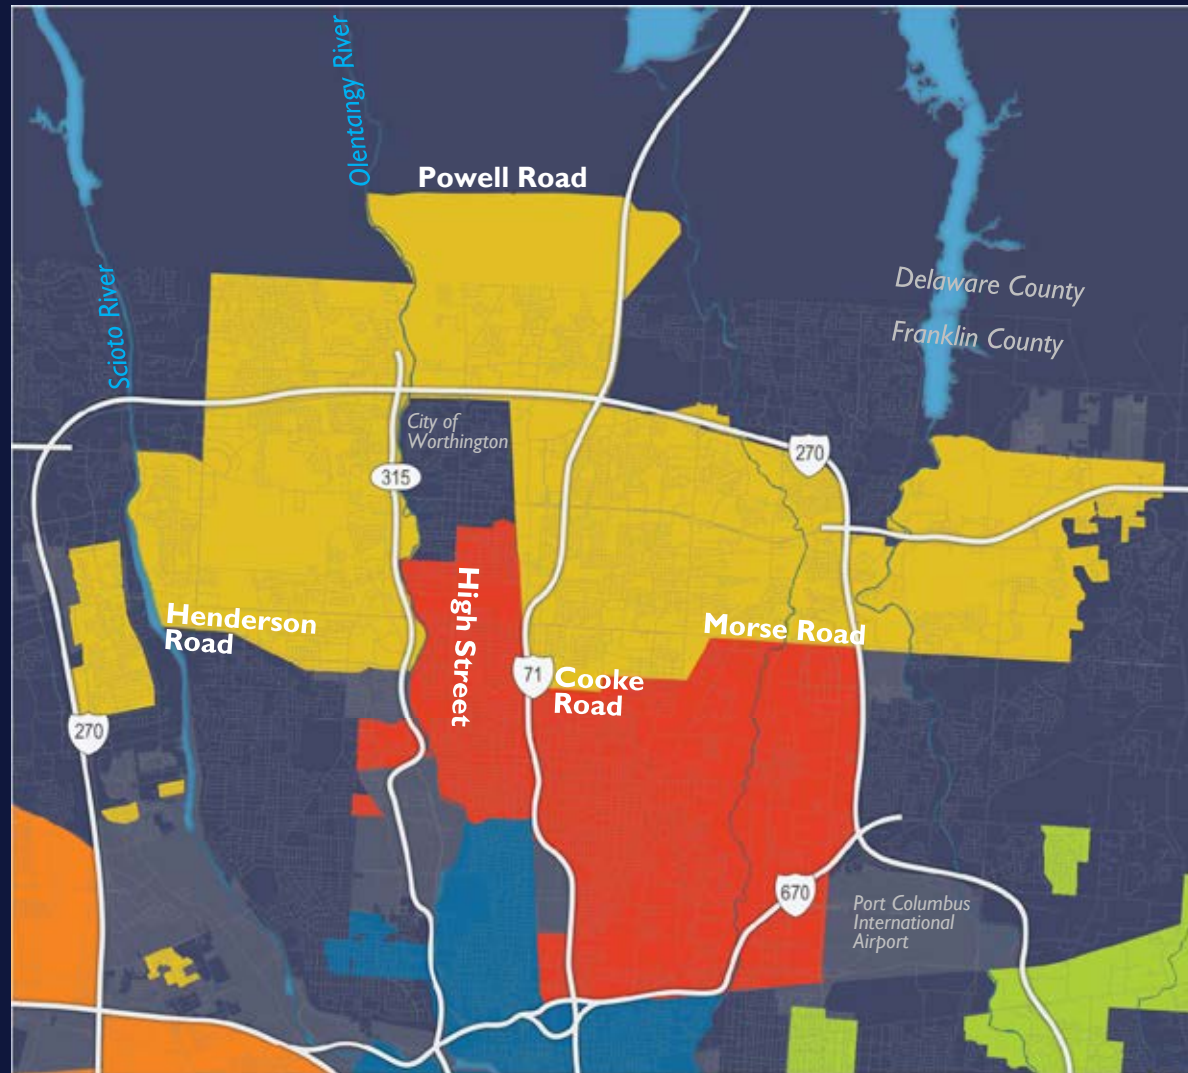 Olentangy River
Powell Road
Scioto River
Delaware County
Franklin County
City of
Worthington
270
315
Henderson
Road
High Street
Morse Road
71
Cooke
Road
270
670
Port Columbus
International
Airport